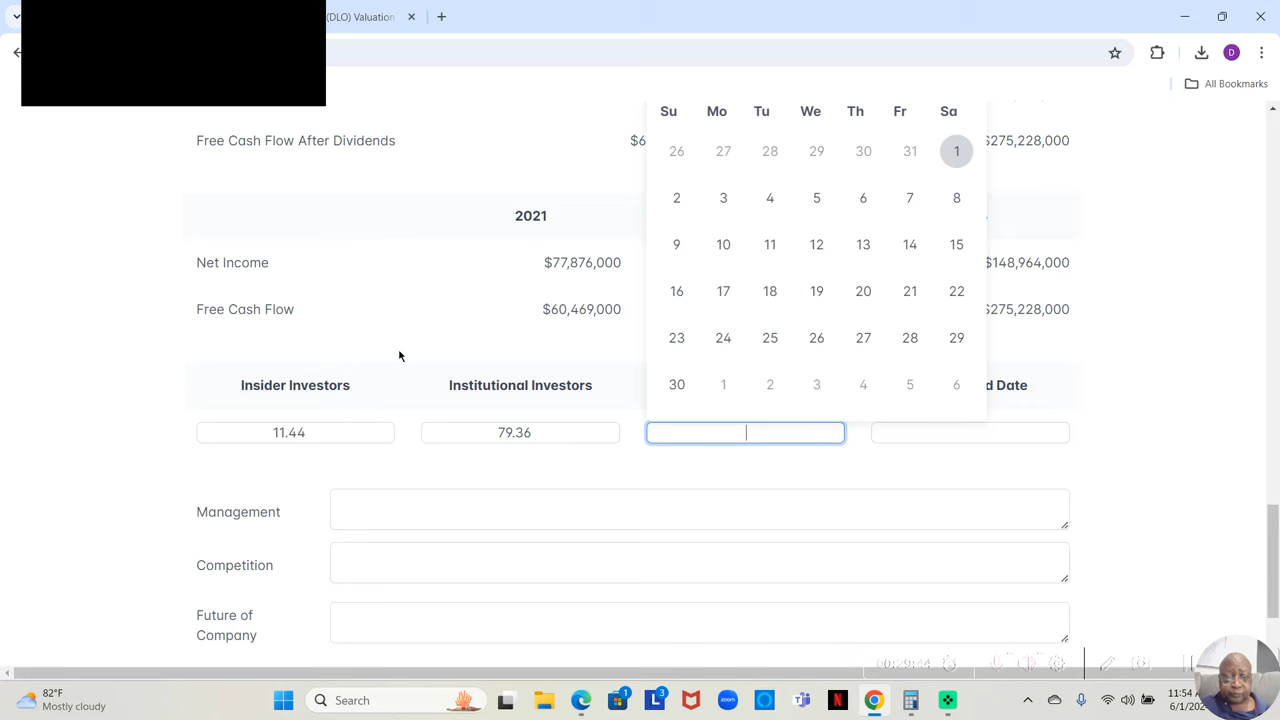 (DLO) Valuation
D
All Bookmarks
Su Mo Tu We Th Fr Sa
Free Cash Flow After Dividends $6 $275,228,000
26 27 28 29 30 31 1
2 3 4 5 6 7 8
2021
9 10 11 12 13 14 15
Net Income $77,876,000 $148,964,000
16 17 18 19 20 21 22
Free Cash Flow $60,469,000 $275,228,000
23 24 25 26 27 28 29
Insider Investors Institutional Investors d Date
30 1 2 3 4 5 6
11.44 79.36
Management
Competition
Future of
Company
82°F
Mostly cloudy
Search
1
3
zoom
N
11:54 A
6/1/202